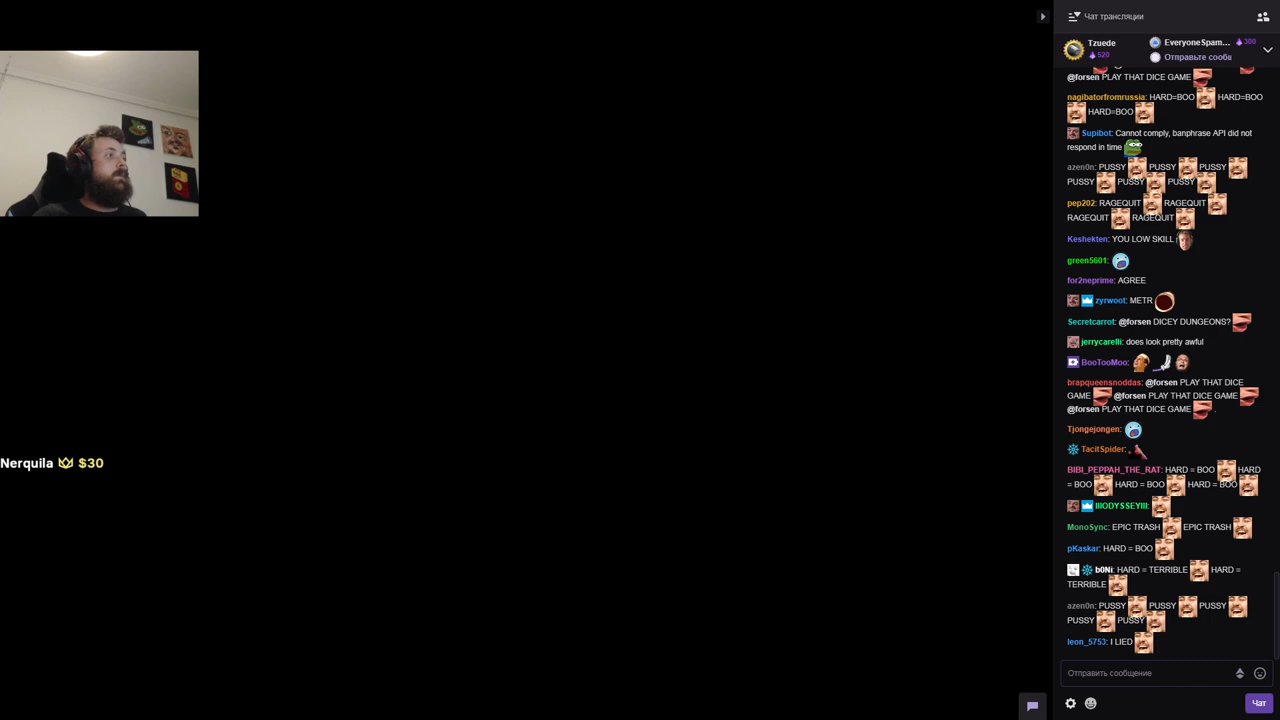 Чат трансляции
Tzuede
520
EveryoneSpam...
300
Отправьте сообщ
@forsen PLAY THAT DICE GAME
nagibatorfromrussia: HARD=BOO HARD=BOO
HARD=BOO
Supibot: Cannot comply, banphrase API did not
respond in time
azen0n: PUSSY PUSSY PUSSY
PUSSY PUSSY PUSSY
pep202: RAGEQUIT RAGEQUIT
RAGEQUIT RAGEQUIT
Keshekten: YOU LOW SKILL
green5601:
for2neprime: AGREE
zyrwoot: METR
Secretcarrot: @forsen DICEY DUNGEONS?
jerrycarelli: does look pretty awful
BooTooMoo:
brapqueensnoddas: @forsen PLAY THAT DICE
GAME @forsen PLAY THAT DICE GAME
@forsen PLAY THAT DICE GAME .
Tjongejongen:
TacitSpider:
BIBI_PEPPAH_THE_RAT: HARD = BOO HARD
= BOO HARD = BOO HARD = BOO
IIIODYSSEYIII:
MonoSync: EPIC TRASH EPIC TRASH
pKaskar: HARD = BOO
b0Ni: HARD = TERRIBLE HARD =
TERRIBLE
azen0n: PUSSY PUSSY PUSSY
PUSSY PUSSY
leon_5753: I LIED
Отправить сообщение
Чат
Nerquila $30